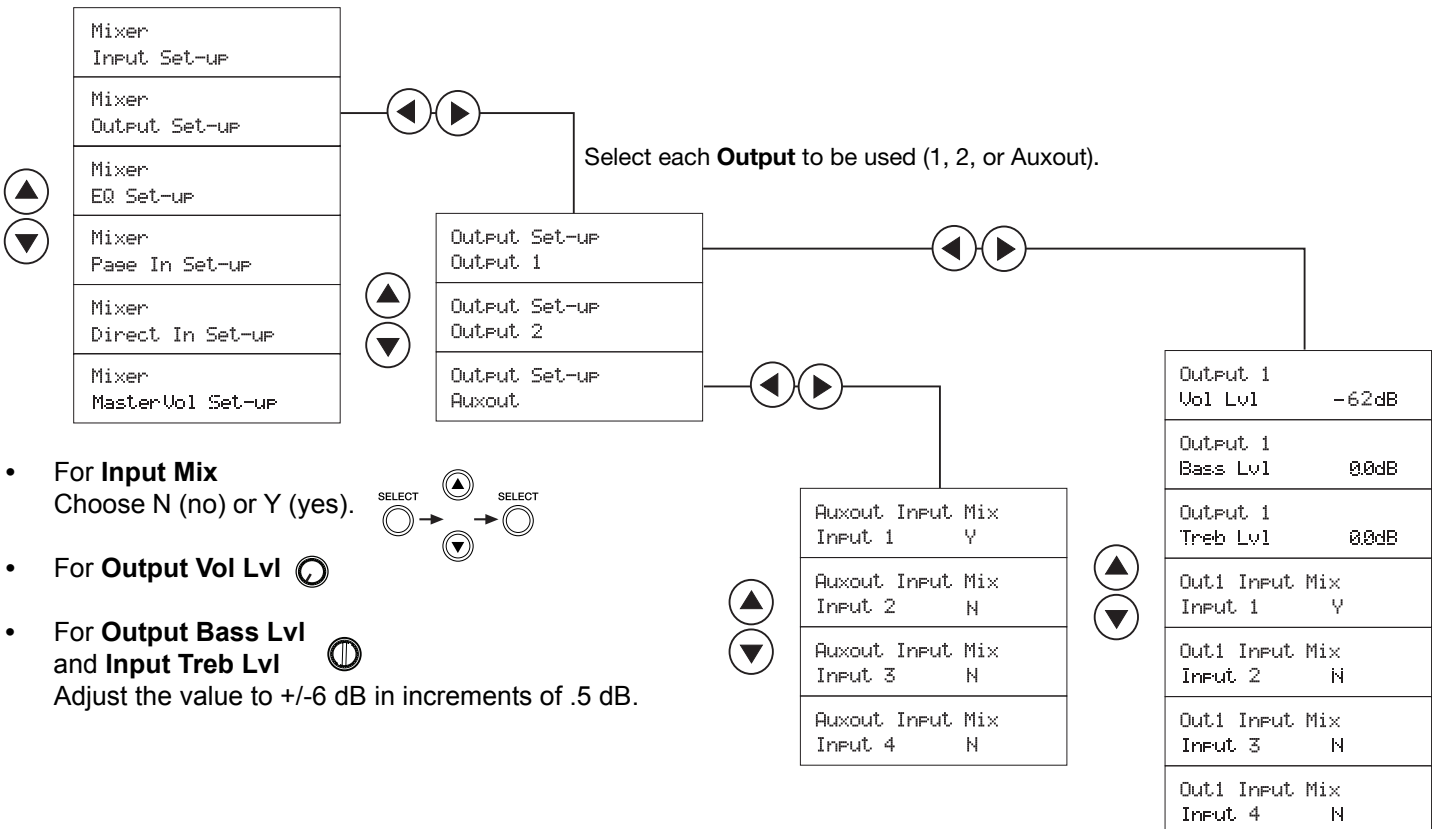 Mixer
Input Set-up
Mixer
Output Set-up
Mixer
EQ Set-up
Mixer
Page In Set-up
Mixer
Direct In Set-up
Mixer
MasterVol Set-up
Select each Output to be used (1, 2, or Auxout).
Output Set-up
Output 1
Output Set-up
Output 2
Output Set-up
Auxout
Auxout Input Mix
Input 1 Y
Auxout Input Mix
Input 2 N
Auxout Input Mix
Input 3 N
Auxout Input Mix
Input 4 N
Output 1
Vol Lvl -62dB
Output 1
Bass Lvl 0.0dB
Output 1
Treb Lvl 0.0dB
Out1 Input Mix
Input 1 Y
Out1 Input Mix
Input 2 N
Out1 Input Mix
Input 3 N
Out1 Input Mix
Input 4 N
• For Input Mix
Choose N (no) or Y (yes).
SELECT SELECT
• For Output Vol Lvl
• For Output Bass Lvl
and Input Treb Lvl
Adjust the value to +/-6 dB in increments of .5 dB.